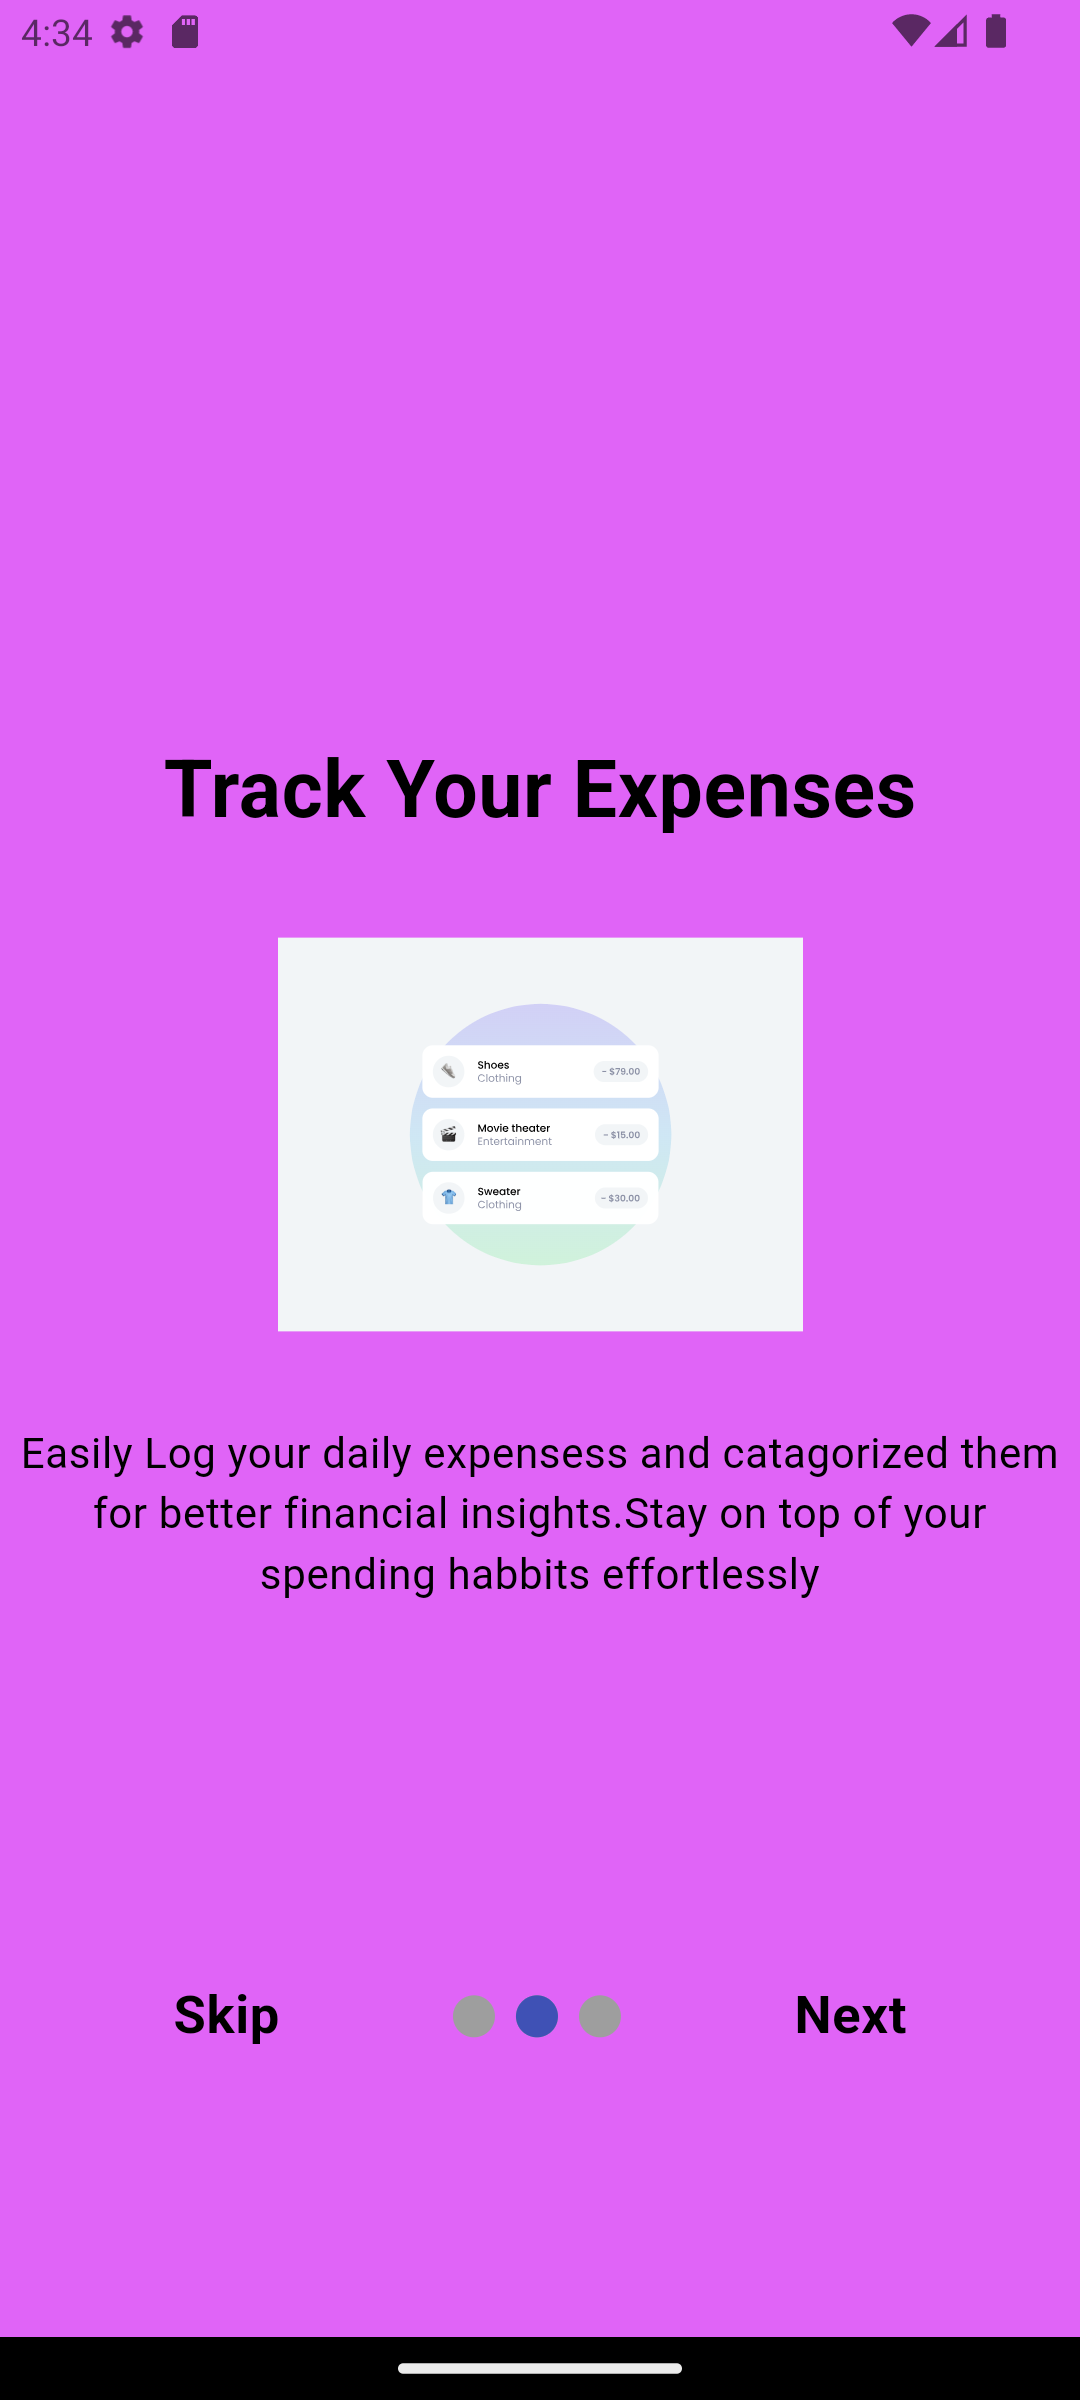 4:34
Track Your Expenses
Shoes
Clothing
- $79.00
Movie theater
Entertainment
- $15.00
Sweater
Clothing
- $30.00
Easily Log your daily expensess and catagorized them
for better financial insights.Stay on top of your
spending habbits effortlessly
Skip
Next